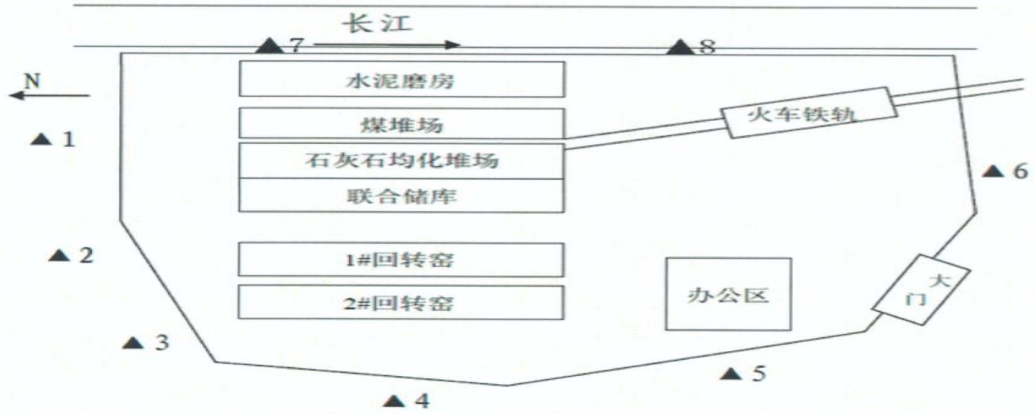 长江
▲7
▲8
N
水泥磨房
▲1
煤堆场
火车铁轨
石灰石均化堆场
▲6
联合储库
▲2
1#回转窑
大门
2#回转窑
办公区
▲3
▲5
▲4